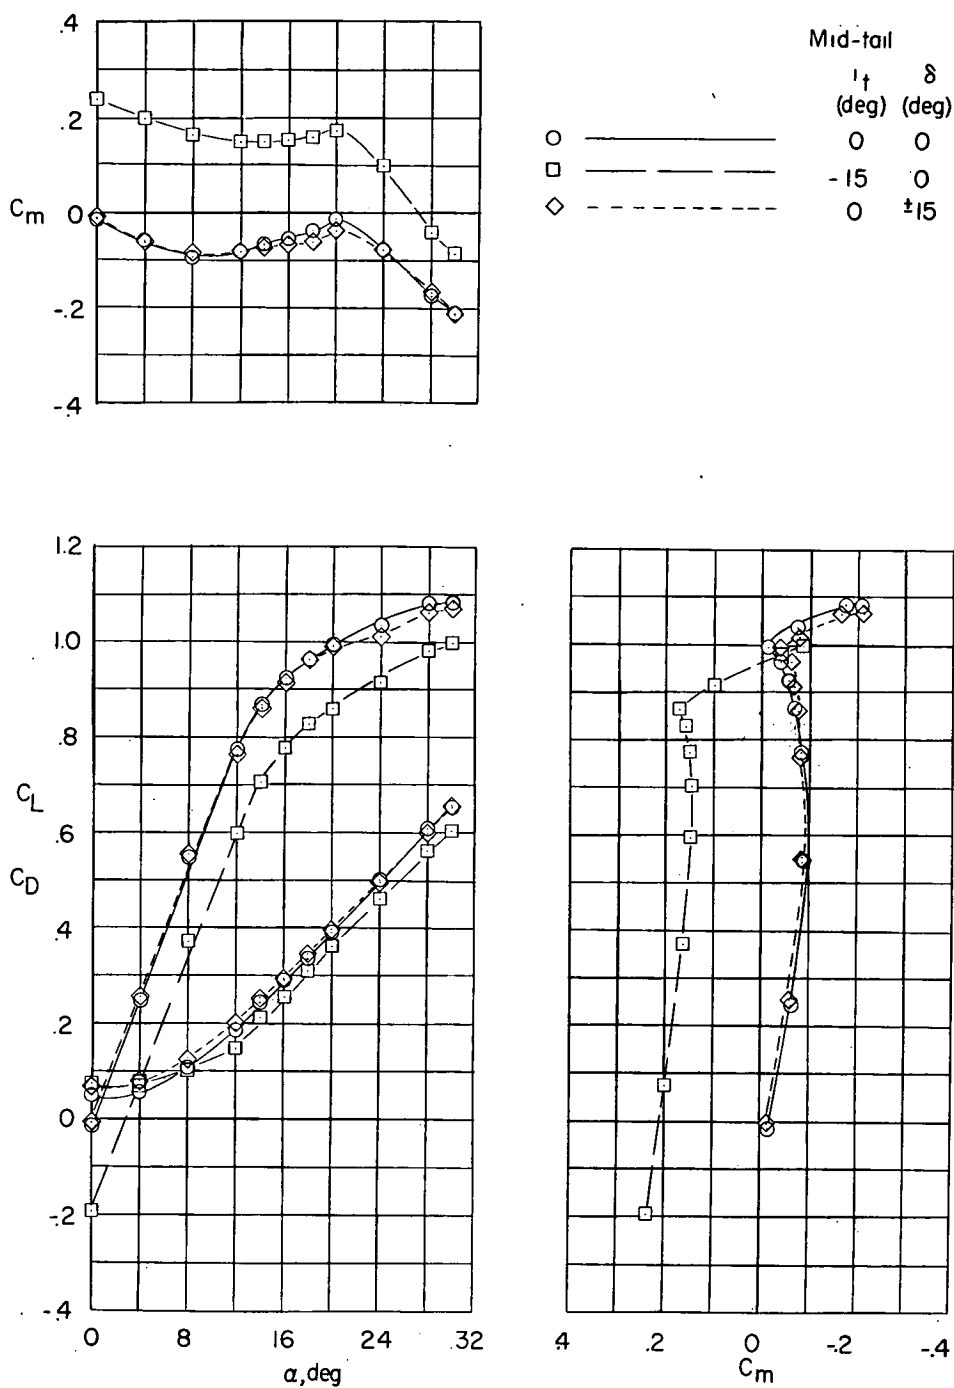 Mid-tail
it δ
(deg) (deg)
0 0
-15 0
0 ±15
.4
.2
Cm 0
-.2
-.4
1.2
1.0
.8
CL
.6
CD
.4
.2
0
-.2
-.4
0 8 16 24 32
α, deg
.4 .2 0 -.2 -.4
Cm